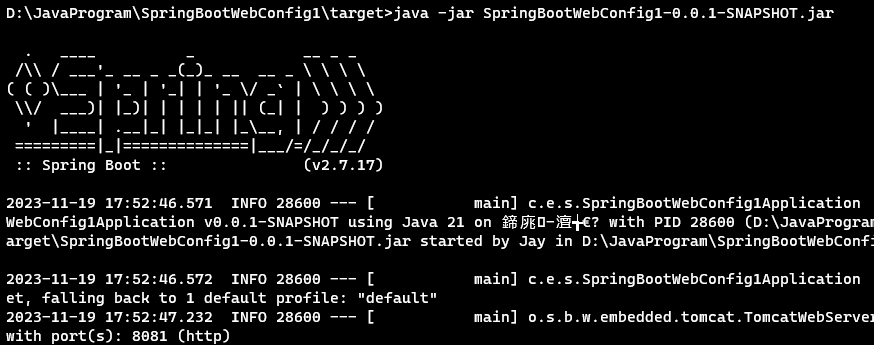 D:\JavaProgram\SpringBootWebConfig1\target>java -jar SpringBootWebConfig1-0.0.1-SNAPSHOT.jar
  .   ____          _            __ _ _
 /\\ / ___'_ __ _ _(_)_ __  __ _ \ \ \ \
( ( )\___ | '_ | '_| | '_ \/ _` | \ \ \ \
 \\/  ___)| |_)| | | | | || (_| |  ) ) ) )
  '  |____| .__|_| |_|_| |_\__, | / / / /
 =========|_|==============|___/=/_/_/_/
 :: Spring Boot ::               (v2.7.17)
2023-11-19 17:52:46.571  INFO 28600 --- [           main] c.e.s.SpringBootWebConfig1Application
WebConfig1Application v0.0.1-SNAPSHOT using Java 21 on with PID 28600 (D:\JavaProgram
arget\SpringBootWebConfig1-0.0.1-SNAPSHOT.jar started by Jay in D:\JavaProgram\SpringBootWebConfi
2023-11-19 17:52:46.572  INFO 28600 --- [           main] c.e.s.SpringBootWebConfig1Application
et, falling back to 1 default profile: "default"
2023-11-19 17:52:47.232  INFO 28600 --- [           main] o.s.b.w.embedded.tomcat.TomcatWebServer
with port(s): 8081 (http)